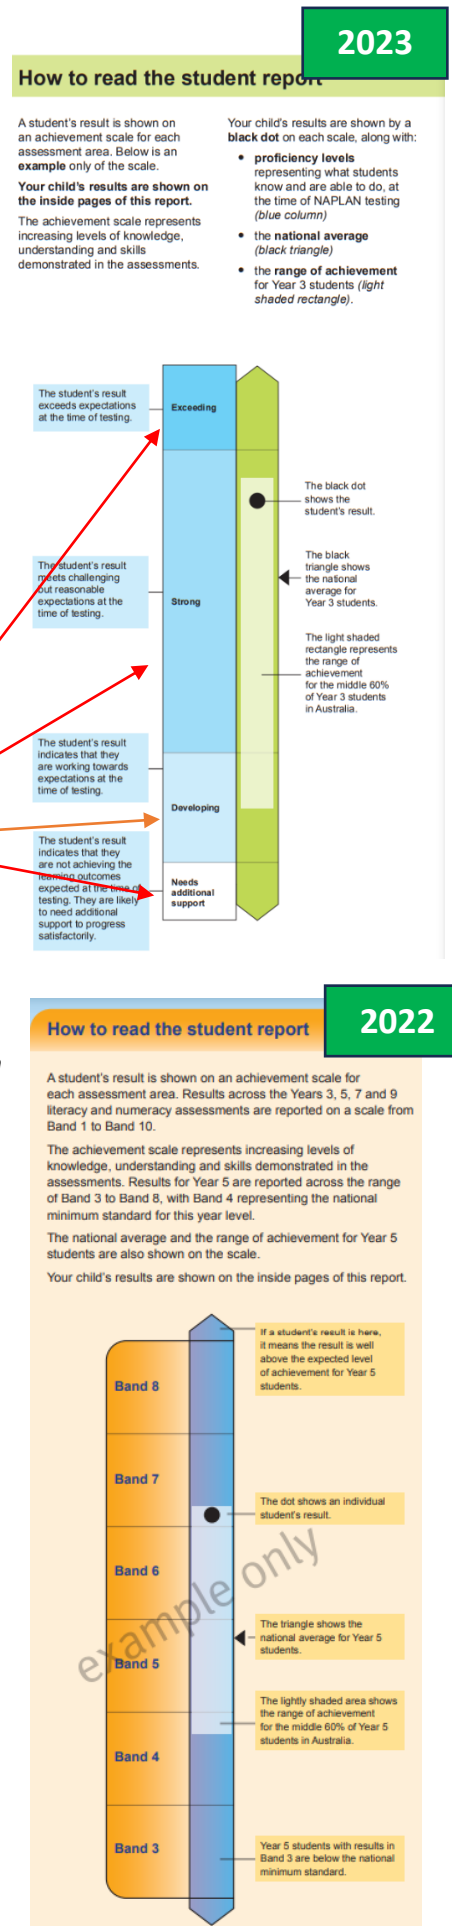 2023
How to read the student report
A student's result is shown on
an achievement scale for each
assessment area. Below is an
example only of the scale.
Your child's results are shown on
the inside pages of this report.
The achievement scale represents
increasing levels of knowledge,
understanding and skills
demonstrated in the assessments.
Your child's results are shown by a
black dot on each scale, along with:
• proficiency levels
representing what students
know and are able to do, at
the time of NAPLAN testing
(blue column)
• the national average
(black triangle)
• the range of achievement
for Year 3 students (light
shaded rectangle).
The student's result
exceeds expectations
at the time of testing.
Exceeding
The black dot
shows the
student's result.
The student's result
meets challenging
but reasonable
expectations at the
time of testing.
Strong
The black
triangle shows
the national
average for
Year 3 students.
The light shaded
rectangle represents
the range of
achievement
for the middle 60%
of Year 3 students
in Australia.
The student's result
indicates that they
are working towards
expectations at the
time of testing.
Developing
The student's result
indicates that they
are not achieving the
learning outcomes
expected at the time of
testing. They are likely
to need additional
support to progress
satisfactorily.
Needs
additional
support
2022
How to read the student report
A student's result is shown on an achievement scale for
each assessment area. Results across the Years 3, 5, 7 and 9
literacy and numeracy assessments are reported on a scale from
Band 1 to Band 10.
The achievement scale represents increasing levels of
knowledge, understanding and skills demonstrated in the
assessments. Results for Year 5 are reported across the range
of Band 3 to Band 8, with Band 4 representing the national
minimum standard for this year level.
The national average and the range of achievement for Year 5
students are also shown on the scale.
Your child's results are shown on the inside pages of this report.
If a student's result is here,
it means the result is well
above the expected level
of achievement for Year 5
students.
Band 8
Band 7
The dot shows an individual
student's result.
Band 6
example only
The triangle shows the
national average for Year 5
students.
Band 5
The lightly shaded area shows
the range of achievement
for the middle 60% of Year 5
students in Australia.
Band 4
Band 3
Year 5 students with results in
Band 3 are below the national
minimum standard.